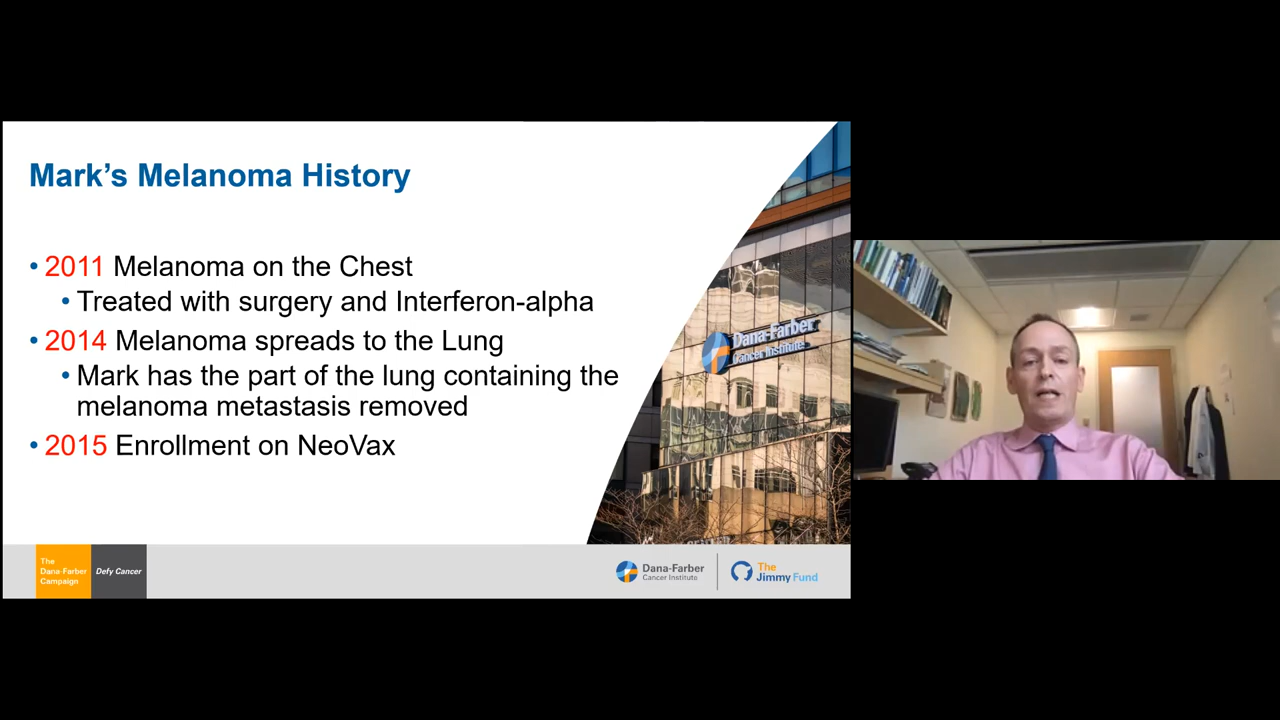 Mark's Melanoma History
• 2011 Melanoma on the Chest
• Treated with surgery and Interferon-alpha
• 2014 Melanoma spreads to the Lung
• Mark has the part of the lung containing the
melanoma metastasis removed
• 2015 Enrollment on NeoVax
Dana-Farber
Cancer Institute
The
Dana-Farber
Campaign
Defy Cancer
Dana-Farber
Cancer Institute
The
Jimmy Fund